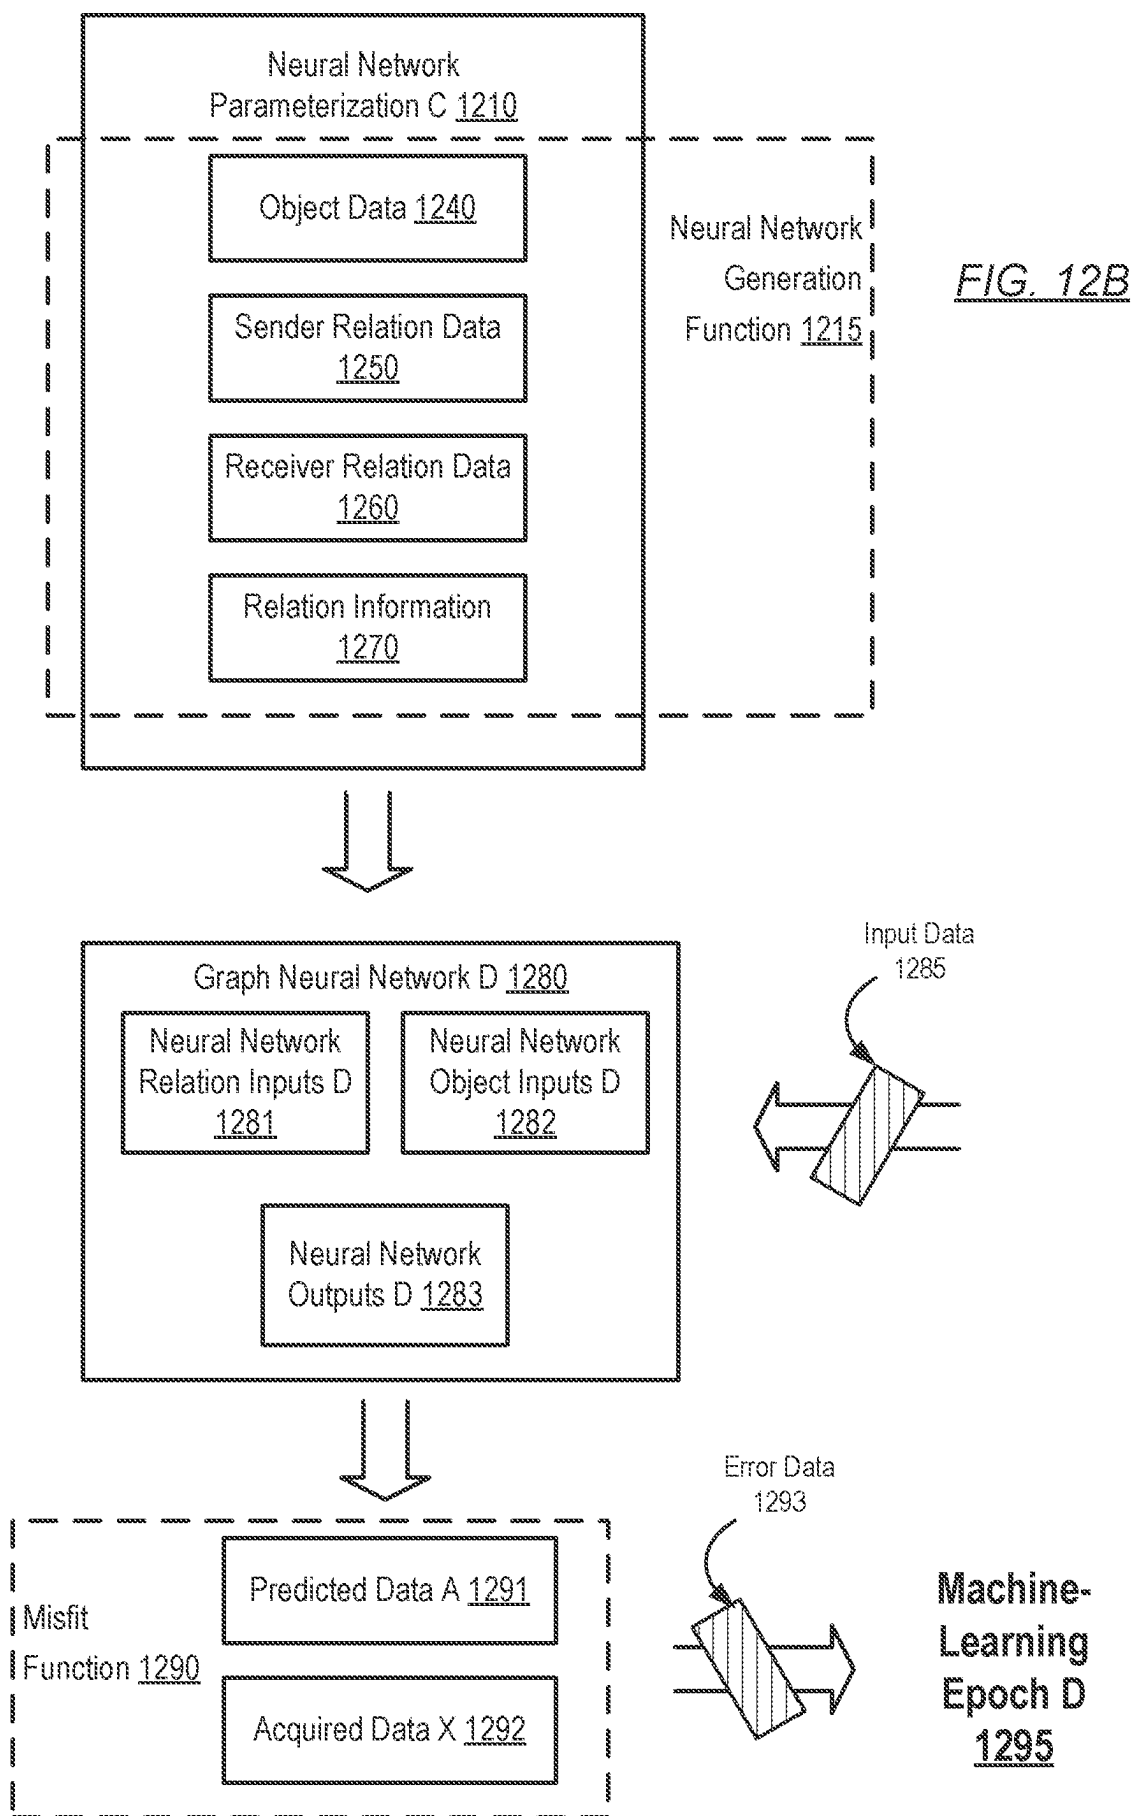 Neural Network
Parameterization C 1210
Object Data 1240
Neural Network
Generation
Function 1215
FIG. 12B
Sender Relation Data
1250
Receiver Relation Data
1260
Relation Information
1270
Input Data
1285
Graph Neural Network D 1280
Neural Network
Relation Inputs D
1281
Neural Network
Object Inputs D
1282
Neural Network
Outputs D 1283
Error Data
1293
Predicted Data A 1291
Misfit
Function 1290
Acquired Data X 1292
Machine-
Learning
Epoch D
1295